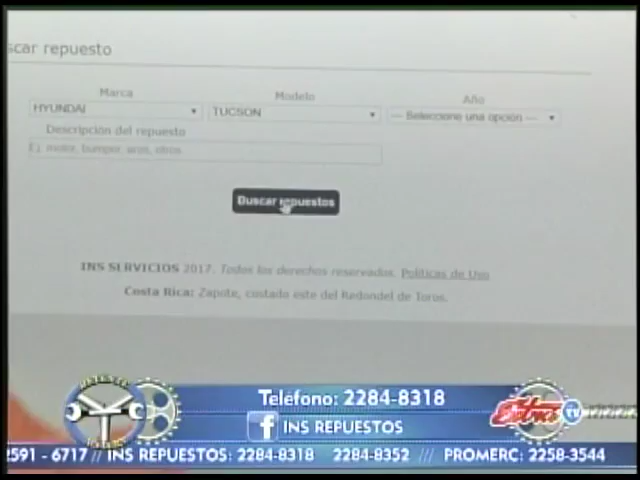 scar repuesto
Marca Modelo Año
HYUNDAI TUCSON --- Seleccione una opción ---
Descripción del repuesto
Ej. motor, bumper, aros, otros
Buscar repuestos
INS SERVICIOS 2017. Todos los derechos reservados. Políticas de Uso
Costa Rica: Zapote, costado este del Redondel de Toros.
Teléfono: 2284-8318
INS REPUESTOS
Extra TV
2591 - 6717 // INS REPUESTOS: 2284-8318 2284-8352 /// PROMERC: 2258-3544